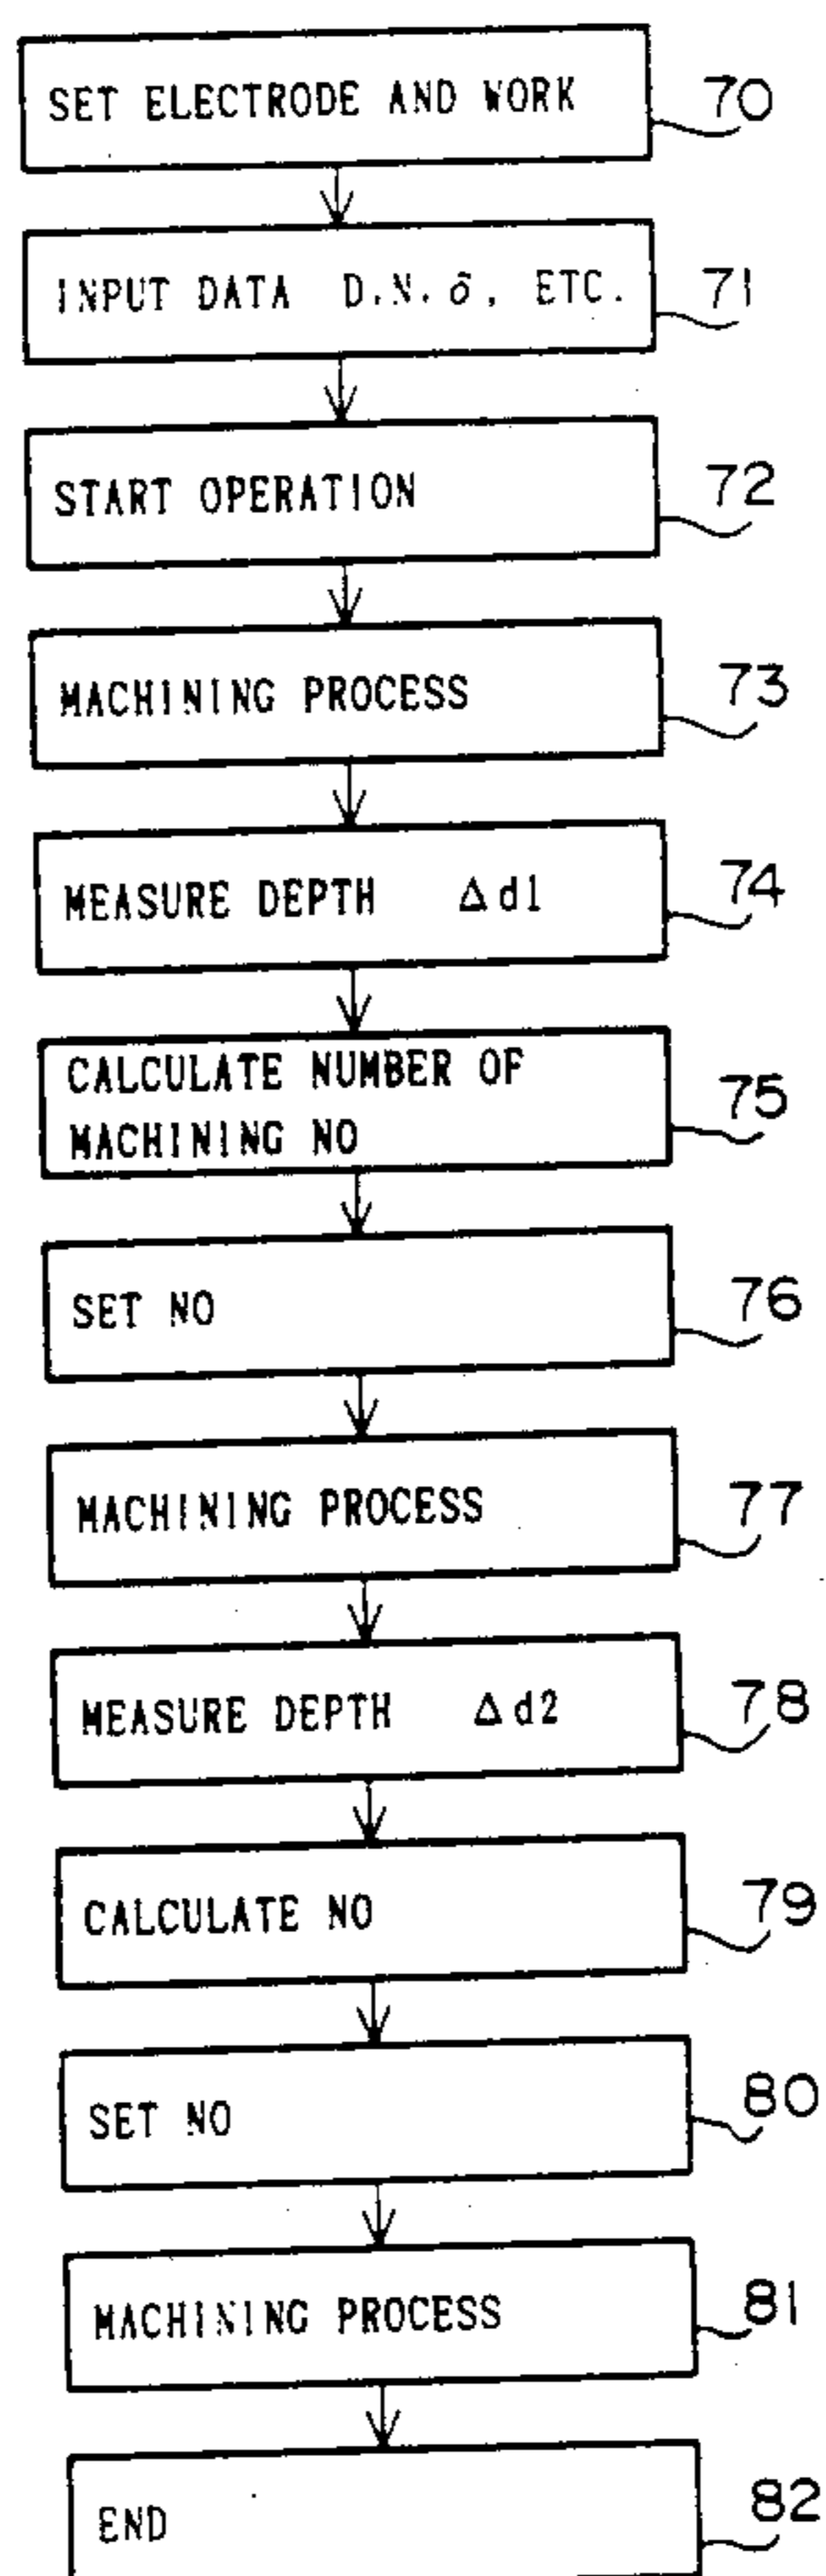 SET ELECTRODE AND WORK 70
INPUT DATA D.N.δ, ETC. 71
START OPERATION 72
MACHINING PROCESS 73
MEASURE DEPTH Δd1 74
CALCULATE NUMBER OF
MACHINING NO 75
SET NO 76
MACHINING PROCESS 77
MEASURE DEPTH Δd2 78
CALCULATE NO 79
SET NO 80
MACHINING PROCESS 81
END 82